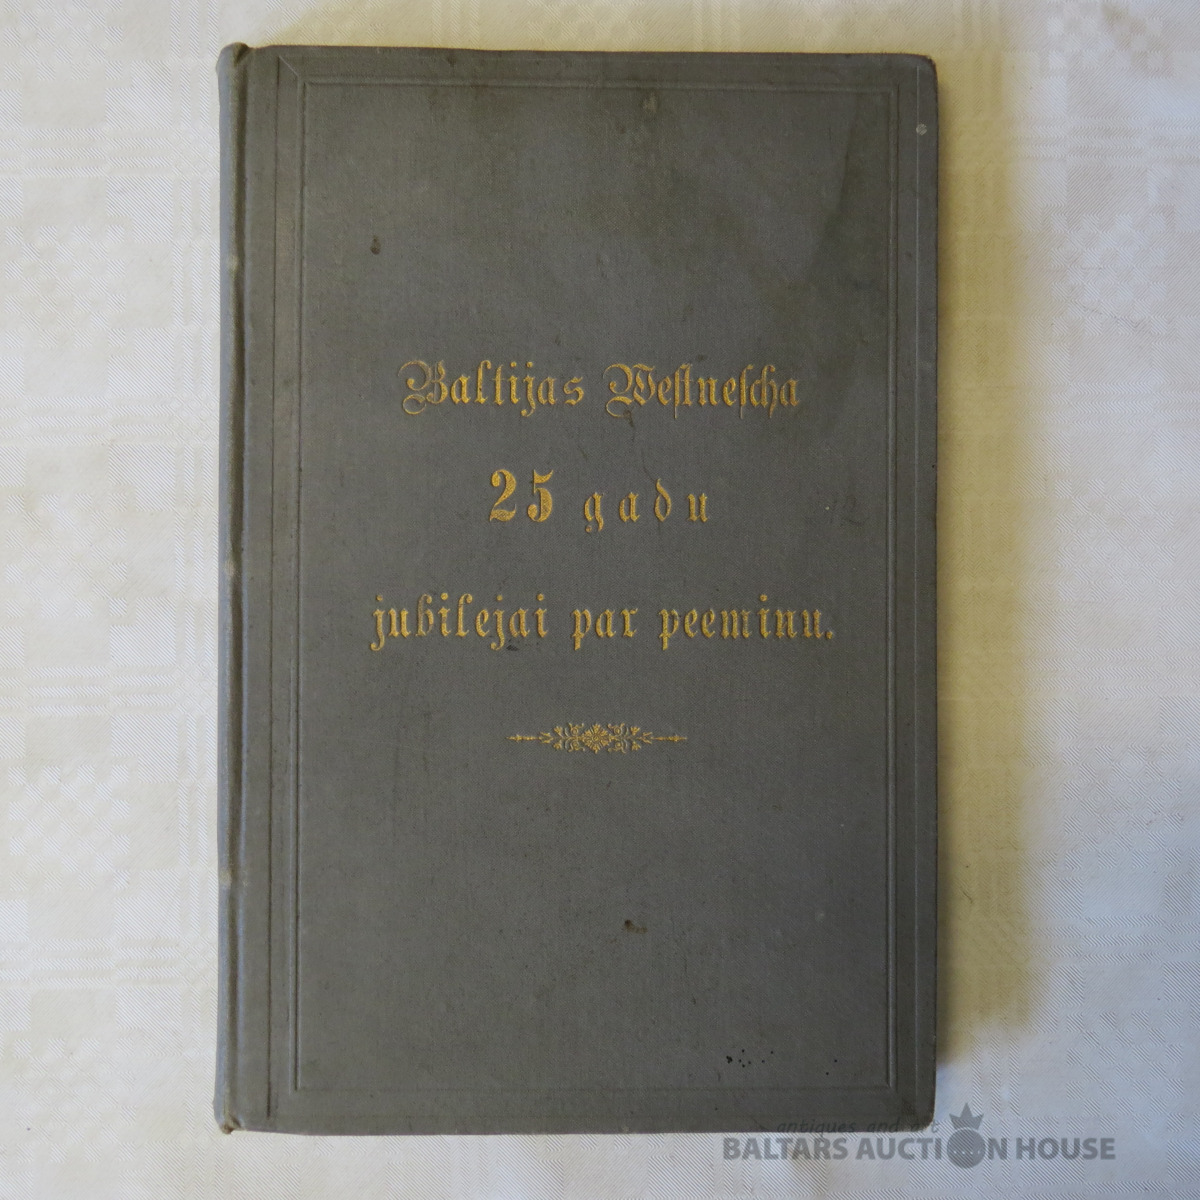 Baltijas Westnescha
25 gadu
jubilejai par peeminu.
antiques and art
BALTARS AUCTION HOUSE